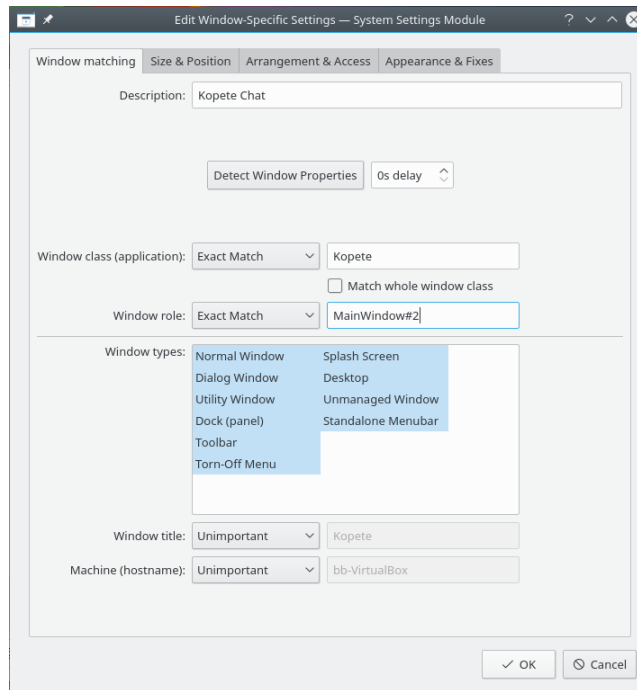 Edit Window-Specific Settings — System Settings Module
Window matching Size & Position Arrangement & Access Appearance & Fixes
Description: Kopete Chat
Detect Window Properties 0s delay
Window class (application): Exact Match Kopete
Match whole window class
Window role: Exact Match MainWindow#2
Window types: Normal Window Splash Screen
Dialog Window Desktop
Utility Window Unmanaged Window
Dock (panel) Standalone Menubar
Toolbar
Torn-Off Menu
Window title: Unimportant Kopete
Machine (hostname): Unimportant bb-VirtualBox
OK Cancel